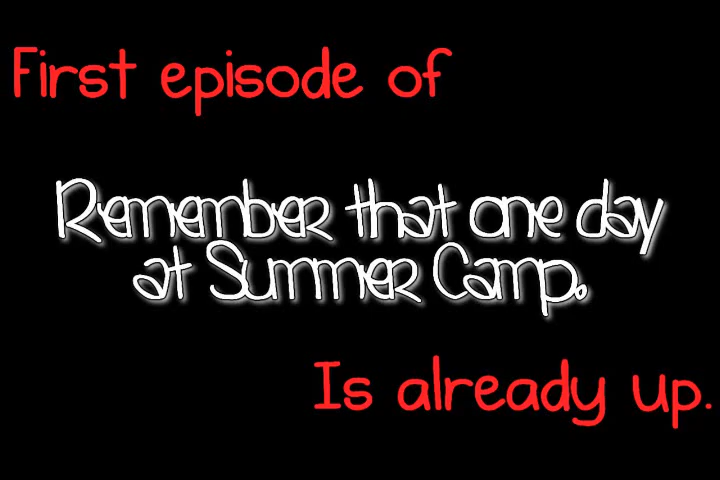 First episode of
Remember that one day
at Summer Camp.
Is already up.